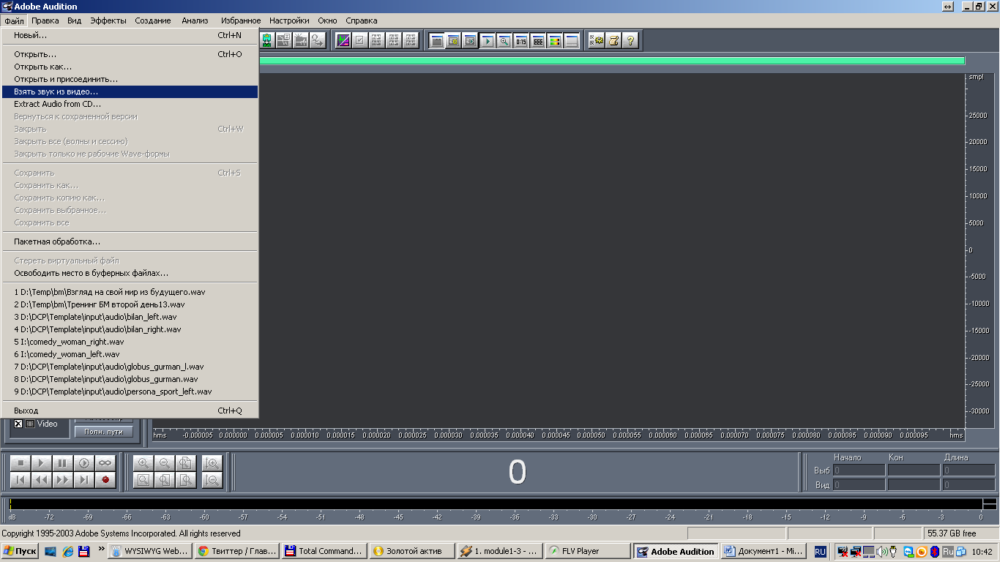 Adobe Audition
Файл Правка Вид Эффекты Создание Анализ Избранное Настройки Окно Справка
Новый... Ctrl+N
Открыть... Ctrl+O
Открыть как...
Открыть и присоединить...
Взять звук из видео...
Extract Audio from CD...
Вернуться к сохраненной версии
Закрыть Ctrl+W
Закрыть все (волны и сессию)
Закрыть только не рабочие Wave-формы
Сохранить Ctrl+S
Сохранить как...
Сохранить копию как...
Сохранить выбранное...
Сохранить все
Пакетная обработка...
Стереть виртуальный файл
Освободить место в буферных файлах...
1 D:\Temp\bm\Взгляд на свой мир из будущего.wav
2 D:\Temp\bm\Тренинг БМ второй день13.wav
3 D:\DCP\Template\input\audio\bilan_left.wav
4 D:\DCP\Template\input\audio\bilan_right.wav
5 I:\comedy_woman_right.wav
6 I:\comedy_woman_left.wav
7 D:\DCP\Template\input\audio\globus_gurman_l.wav
8 D:\DCP\Template\input\audio\globus_gurman.wav
9 D:\DCP\Template\input\audio\persona_sport_left.wav
Выход Ctrl+Q
smpl
25000
20000
15000
10000
5000
0
-5000
-10000
-15000
-20000
-25000
-30000
Video
Полн. пути
hms -0.000005 0.000000 0.000005 0.000010 0.000015 0.000020 0.000025 0.000030 0.000035 0.000040 0.000045 0.000050 0.000055 0.000060 0.000065 0.000070 0.000075 0.000080 0.000085 0.000090 0.000095 hms
0
Начало Кон Длина
Выб 0 0
Вид 0 0
dB -72 -69 -66 -63 -60 -57 -54 -51 -48 -45 -42 -39 -36 -33 -30 -27 -24 -21 -18 -15 -12 -9 -6 -3 0
Copyright 1995-2003 Adobe Systems Incorporated. All rights reserved
55.37 GB free
Пуск
WYSIWYG Web...
Твиттер / Глав...
Total Command...
Золотой актив
1. module1-3 - ...
FLV Player
Adobe Audition
Документ1 - Mi...
RU
Ru
10:42